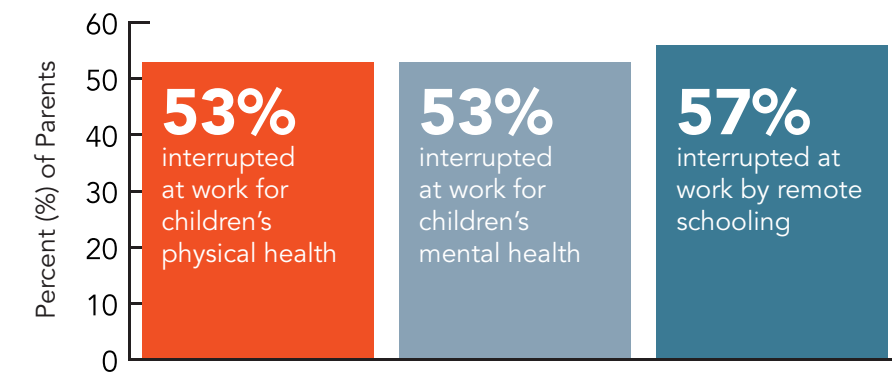 Percent (%) of Parents
60
50
40
30
20
10
0
53%
interrupted
at work for
children’s
physical health
53%
interrupted
at work for
children’s
mental health
57%
interrupted at
work by remote
schooling